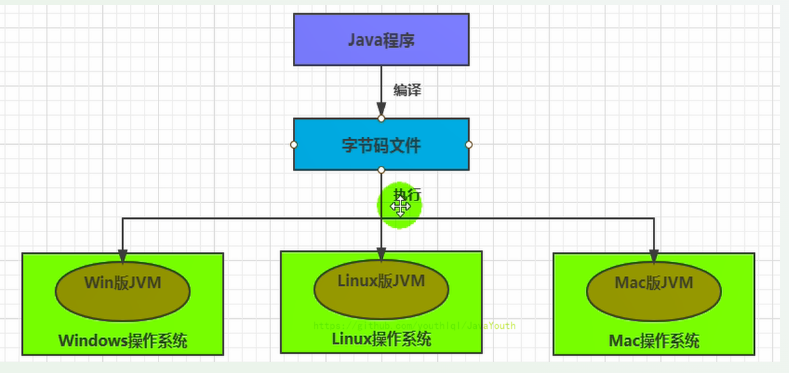 Java程序
编译
字节码文件
执行
Win版JVM
Linux版JVM
Mac版JVM
https://github.com/youthlql/JavaYouth
Windows操作系统
Linux操作系统
Mac操作系统